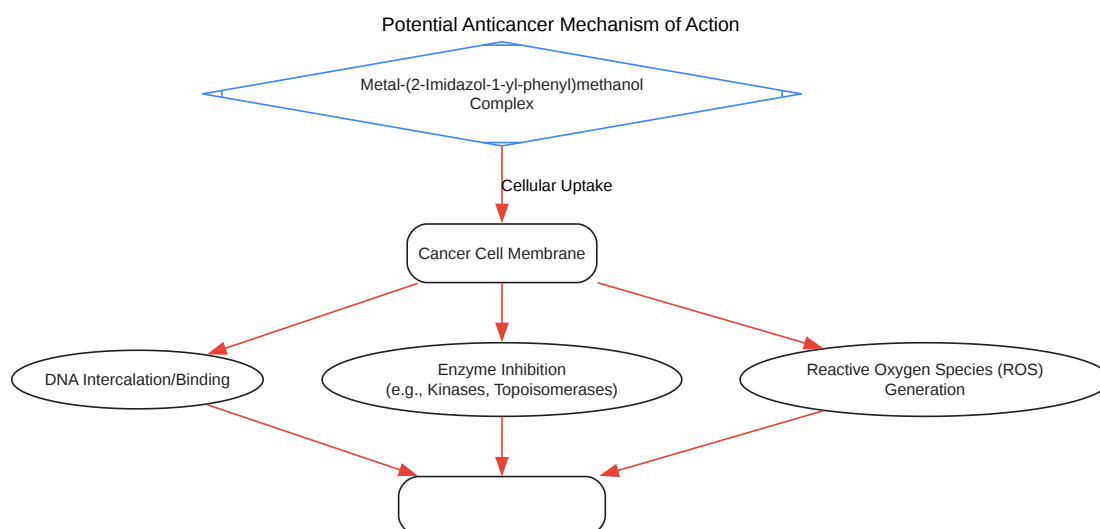 Potential Anticancer Mechanism of Action
Metal-(2-Imidazol-1-yl-phenyl)methanol
Complex
Cellular Uptake
Cancer Cell Membrane
DNA Intercalation/Binding
Enzyme Inhibition
(e.g., Kinases, Topoisomerases)
Reactive Oxygen Species (ROS)
Generation